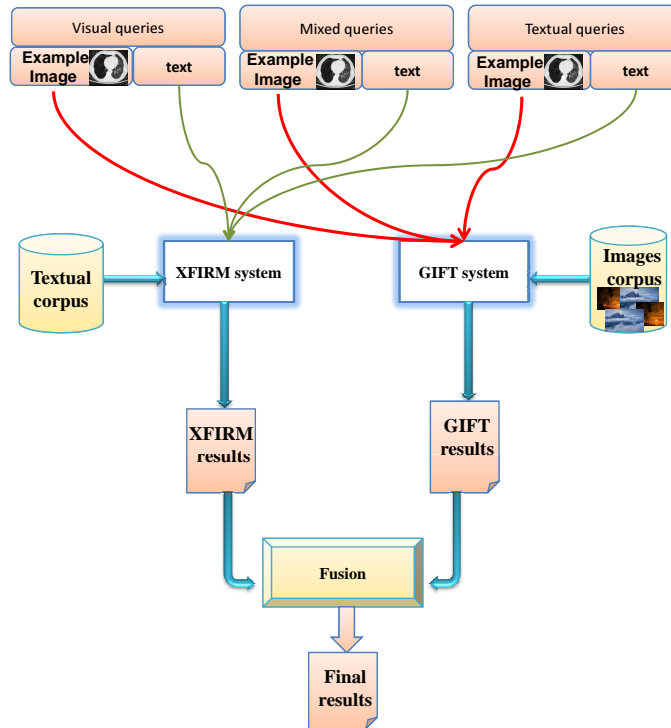 Visual queries
Mixed queries
Textual queries
Example
Image
text
Example
Image
text
Example
Image
text
Textual
corpus
XFIRM system
GIFT system
Images
corpus
XFIRM
results
GIFT
results
Fusion
Final
results